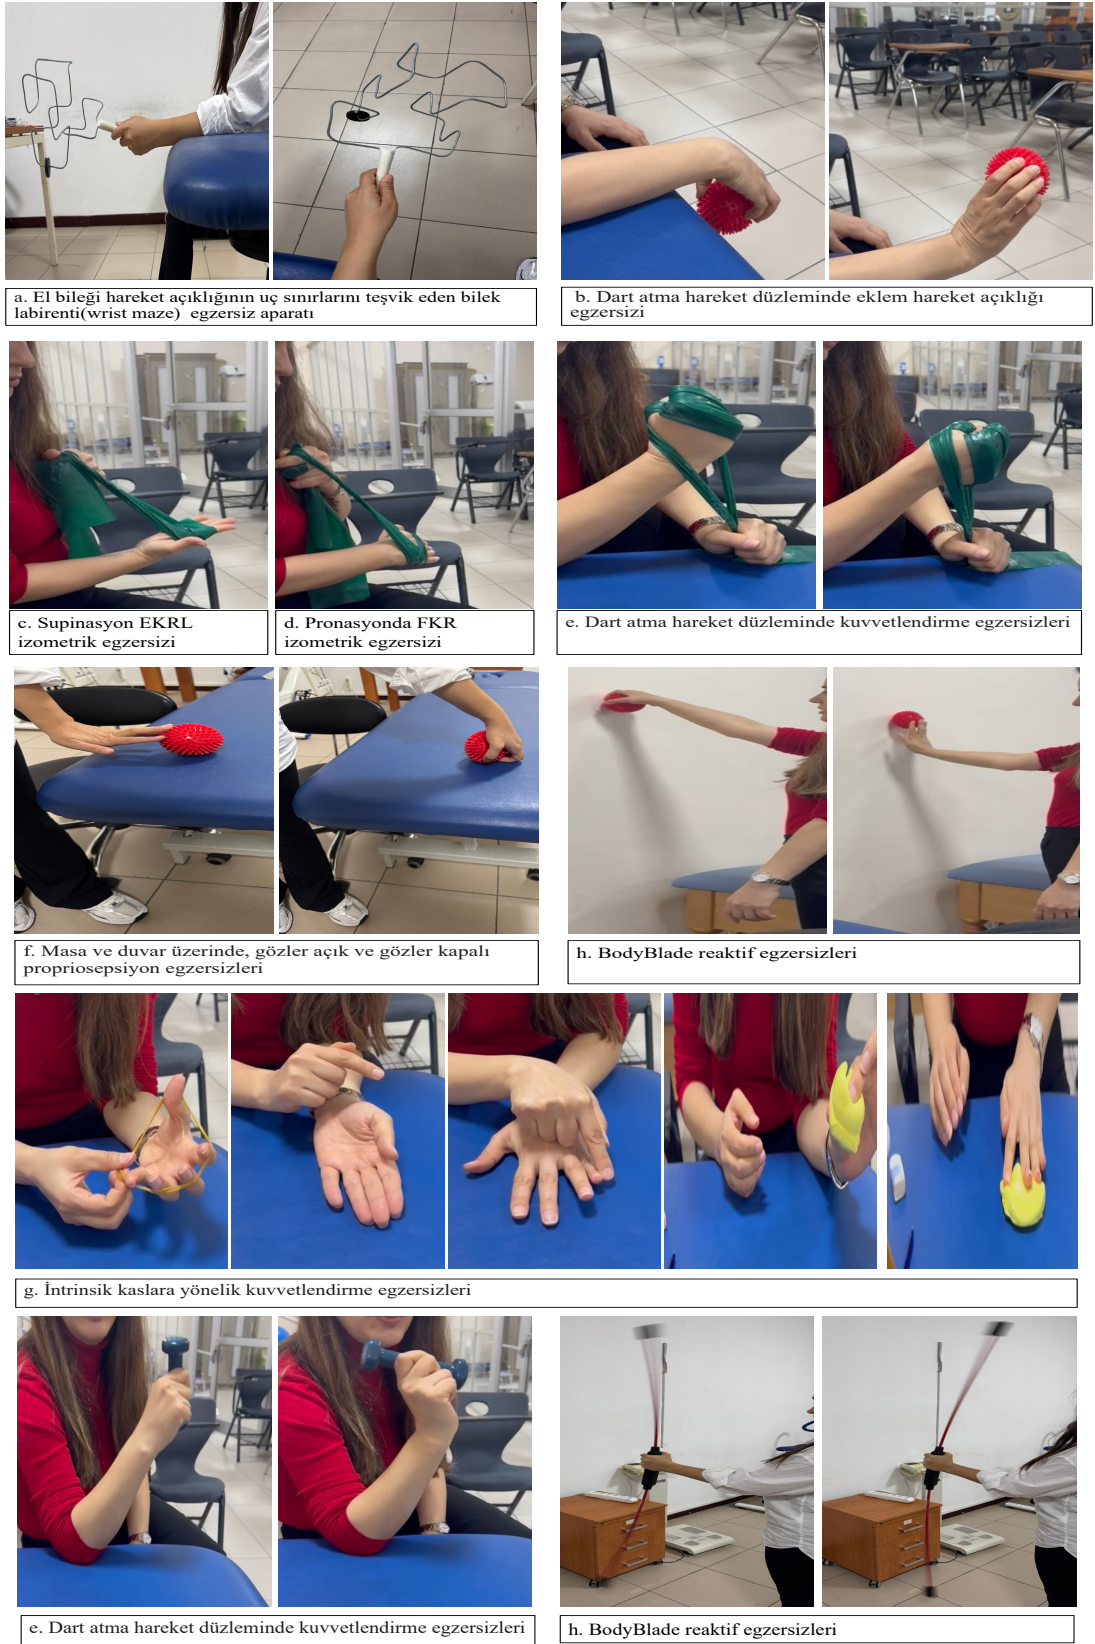 a. El bileği hareket açıklığının uç sınırlarını teşvik eden bilek
labirenti(wrist maze)  egzersiz aparatı
b. Dart atma hareket düzleminde eklem hareket açıklığı
egzersizi
c. Supinasyon EKRL
izometrik egzersizi
d. Pronasyonda FKR
izometrik egzersizi
e. Dart atma hareket düzleminde kuvvetlendirme egzersizleri
f. Masa ve duvar üzerinde, gözler açık ve gözler kapalı
propriosepsiyon egzersizleri
h. BodyBlade reaktif egzersizleri
g. İntrinsik kaslara yönelik kuvvetlendirme egzersizleri
e. Dart atma hareket düzleminde kuvvetlendirme egzersizleri
h. BodyBlade reaktif egzersizleri